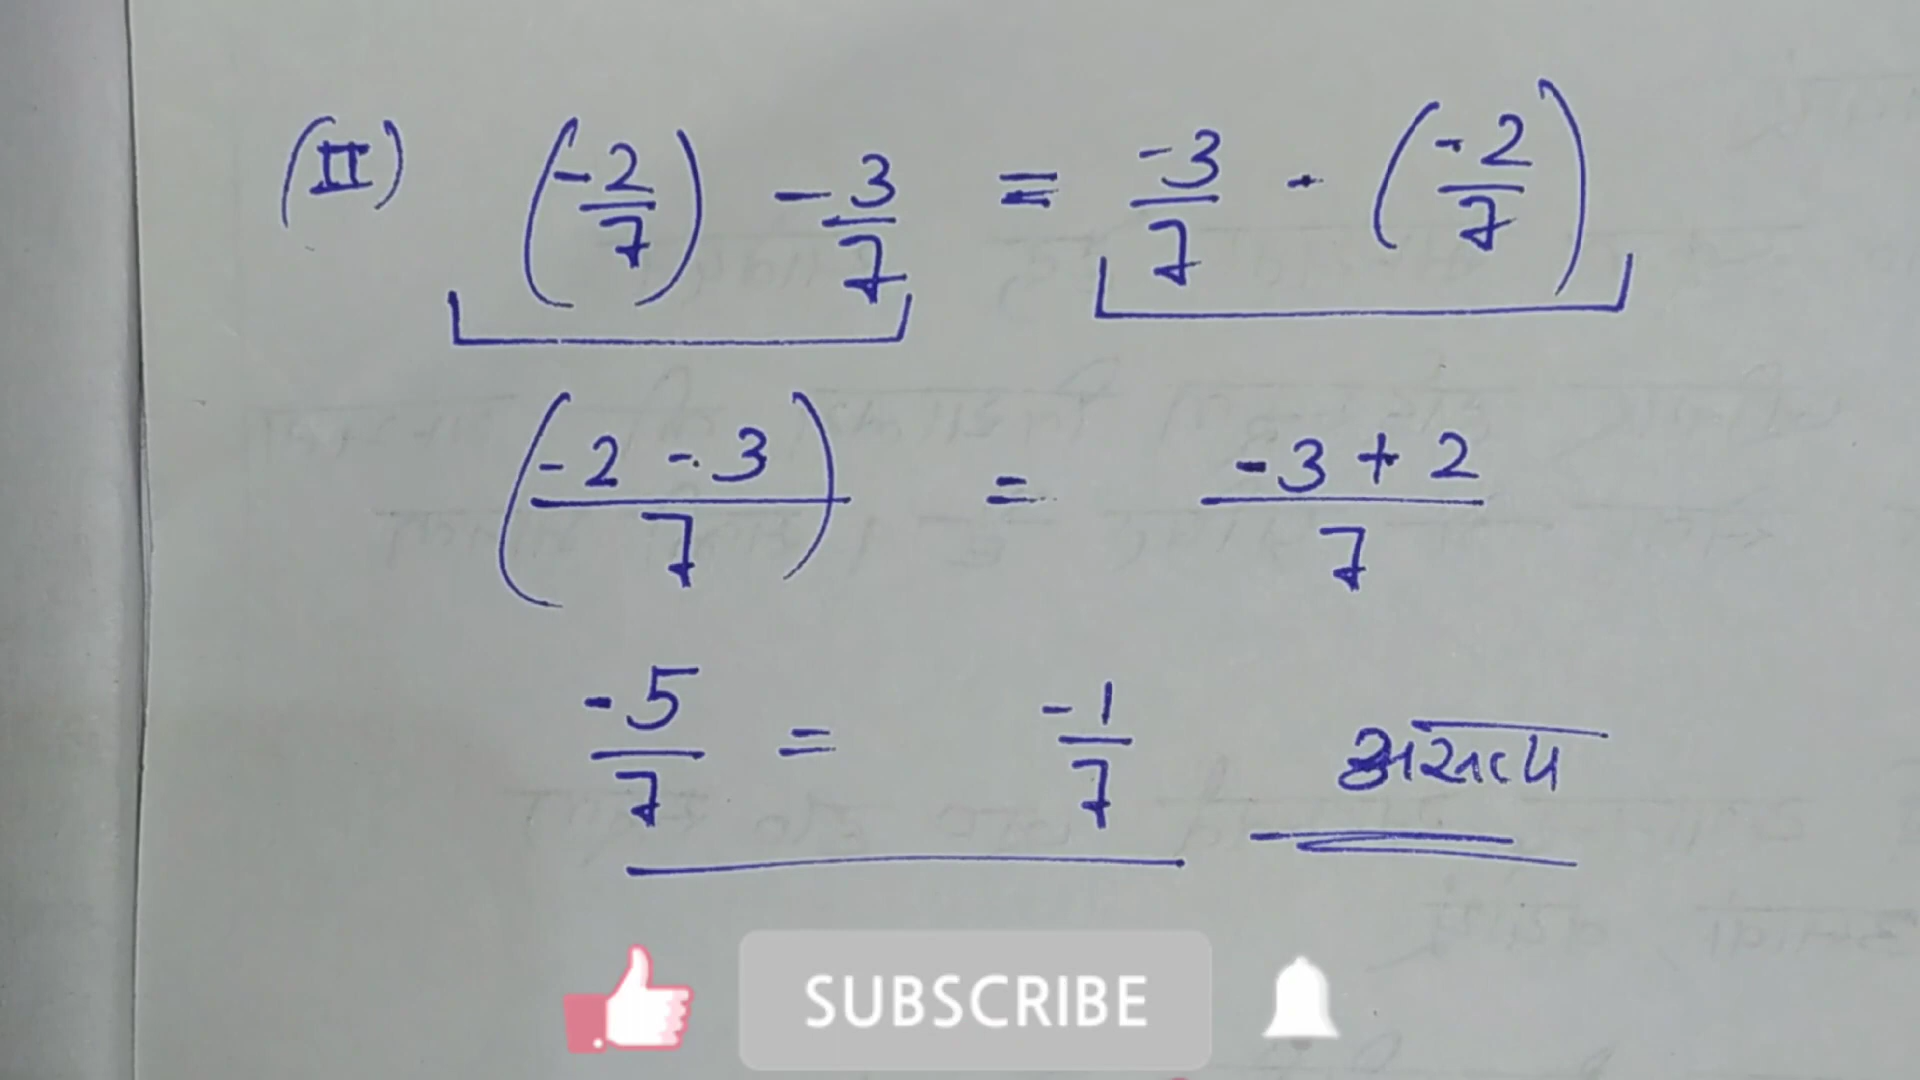 (II) (-2/7) - 3/7 = -3/7 - (-2/7)
(-2 - 3/7) = -3 + 2/7
-5/7 = -1/7 असत्य
SUBSCRIBE